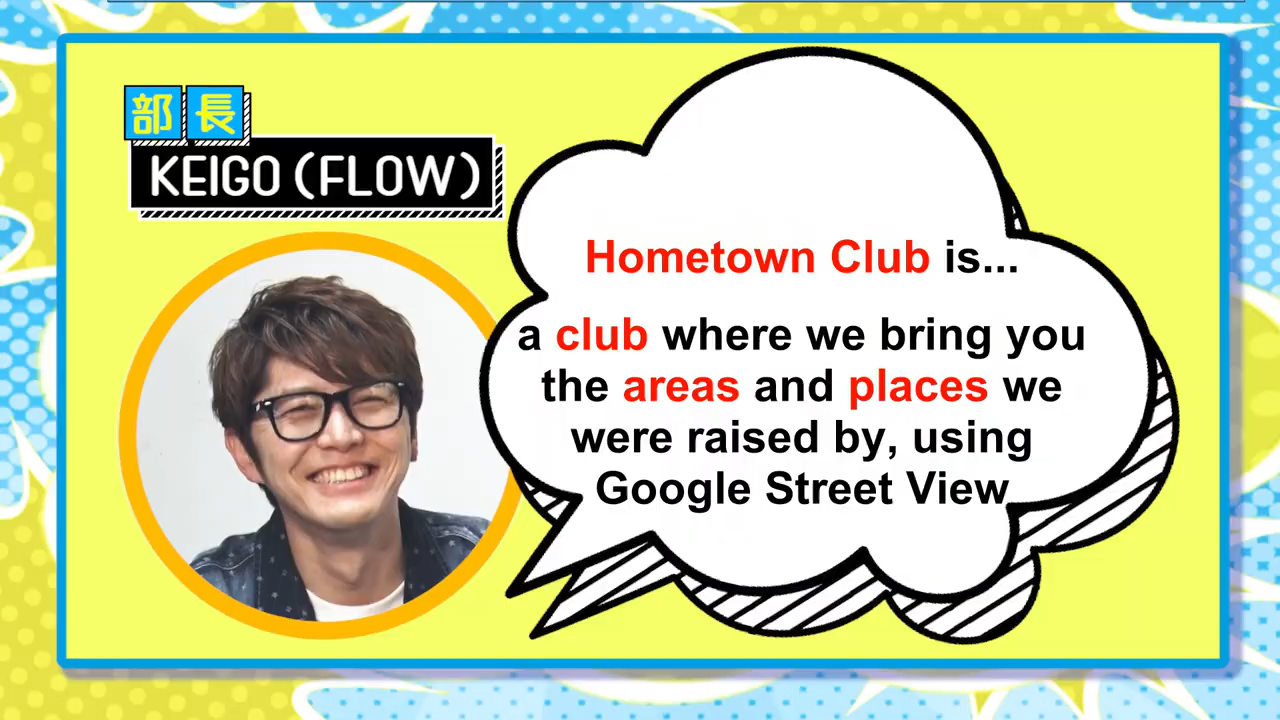 部長
KEIGO (FLOW)
Hometown Club is...
a club where we bring you
the areas and places we
were raised by, using
Google Street View